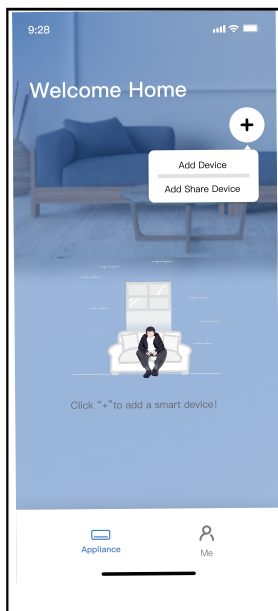 9:28
Welcome Home
+
Add Device
Add Share Device
Click “+”to add a smart device!
Appliance
Me